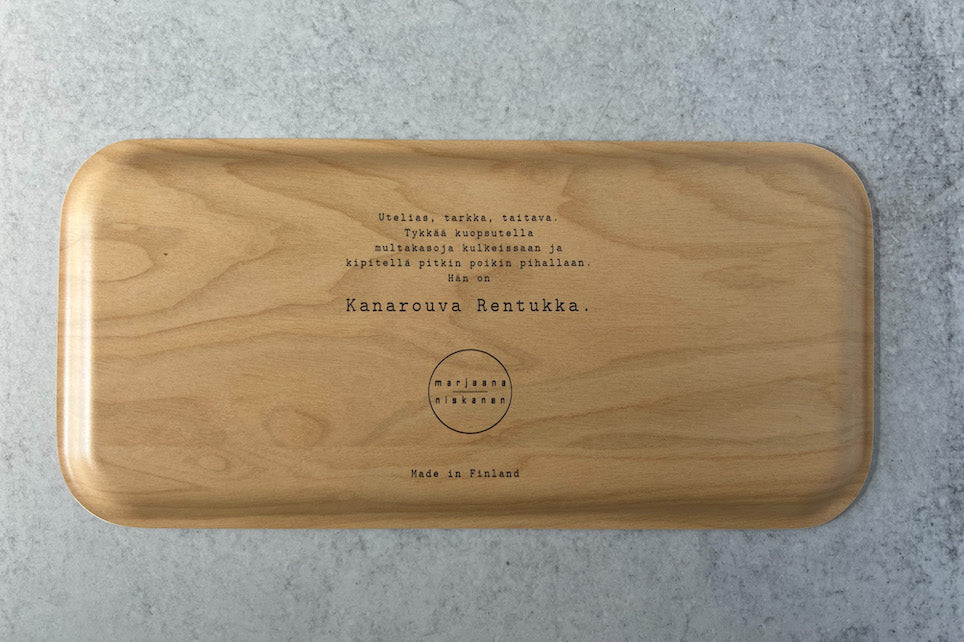 Utelias, tarkka, taitava.
Tykkää kuopsutella
multakasoja kulkeissaan ja
kipitellä pitkin poikin pihallaan.
Hän on
Kanarouva Rentukka.
marjaana
niskanen
Made in Finland